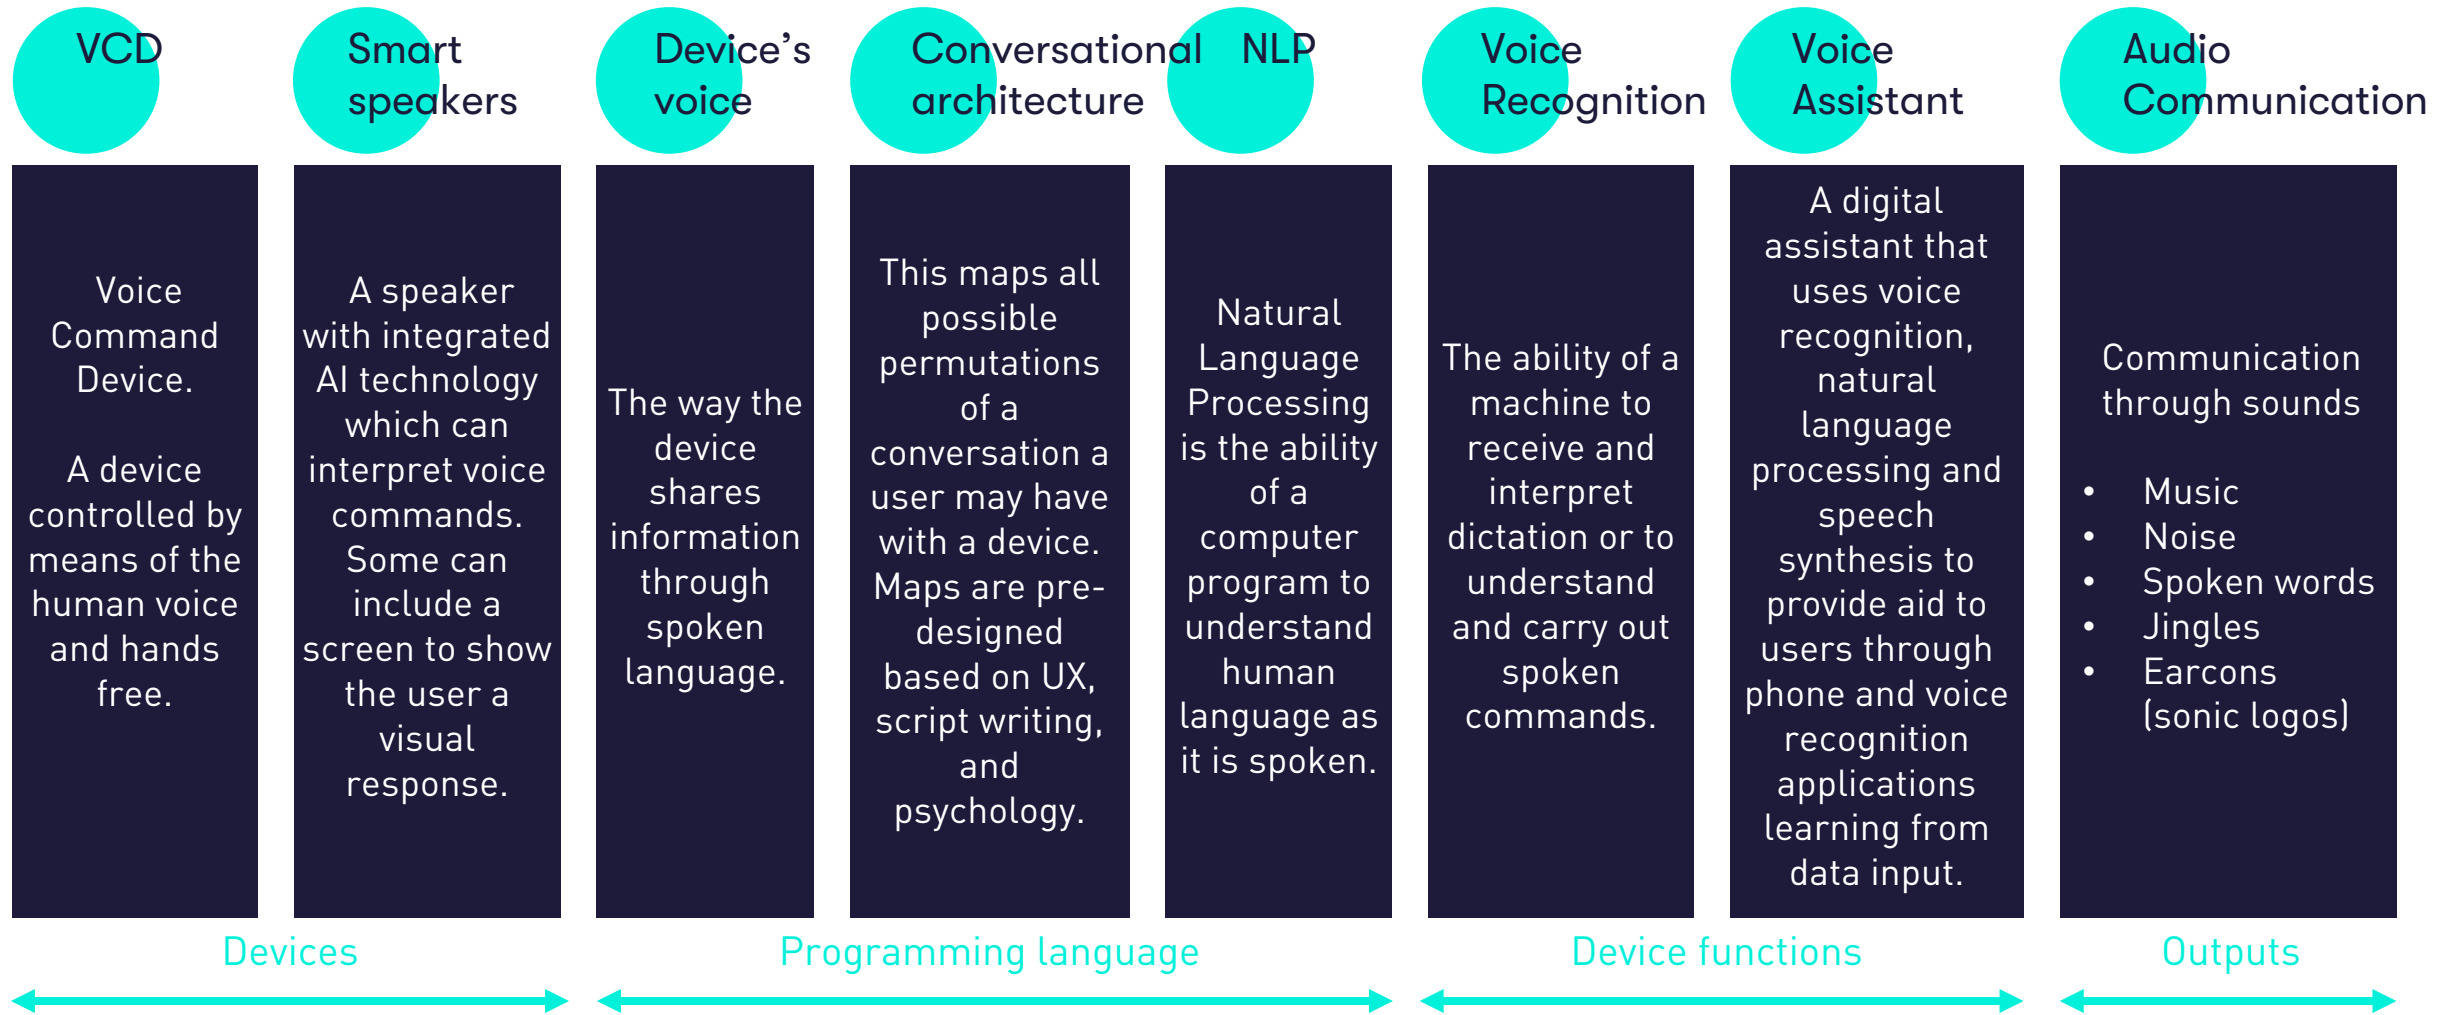 VCD
Voice
Command
Device.
A device
controlled by
means of the
human voice
and hands
free.
Smart
speakers
A speaker
with integrated
AI technology
which can
interpret voice
commands.
Some can
include a
screen to show
the user a
visual
response.
Devices
Device’s
voice
The way the
device
shares
information
through
spoken
language.
Conversational
architecture
This maps all
possible
permutations
of a
conversation a
user may have
with a device.
Maps are pre-
designed
based on UX,
script writing,
and
psychology.
NLP
Natural
Language
Processing
is the ability
of a
computer
program to
understand
human
language as
it is spoken.
Programming language
Voice
Recognition
The ability of a
machine to
receive and
interpret
dictation or to
understand
and carry out
spoken
commands.
Voice
Assistant
A digital
assistant that
uses voice
recognition,
natural
language
processing and
speech
synthesis to
provide aid to
users through
phone and voice
recognition
applications
learning from
data input.
Device functions
Audio
Communication
Communication
through sounds
• Music
• Noise
• Spoken words
• Jingles
• Earcons
(sonic logos)
Outputs